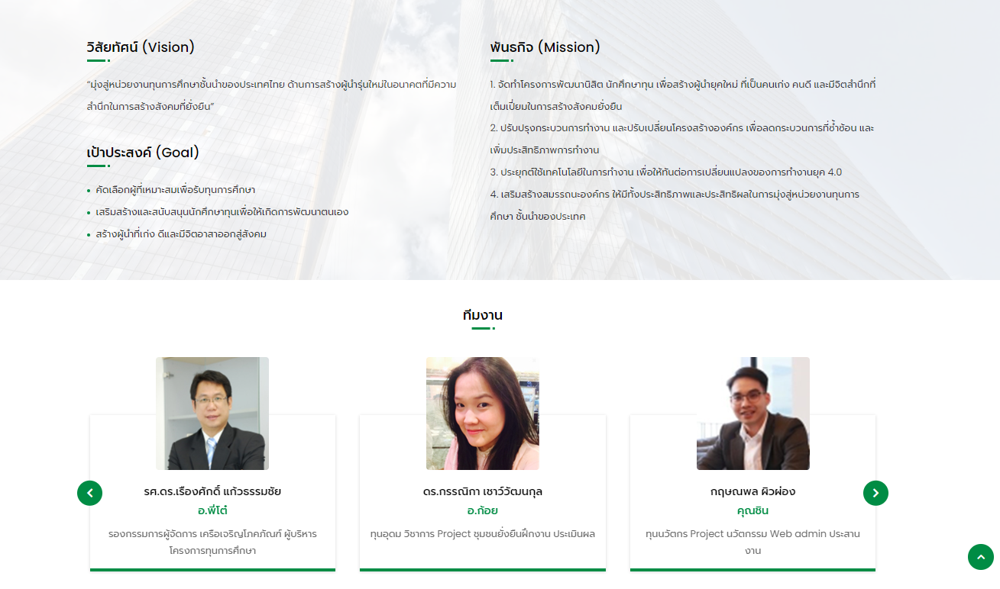 วิสัยทัศน์ (Vision)
“มุ่งสู่หน่วยงานทุนการศึกษาชั้นนำของประเทศไทย ด้านการสร้างผู้นำรุ่นใหม่ในอนาคตที่มีความ
สำนึกในการสร้างสังคมที่ยั่งยืน”
เป้าประสงค์ (Goal)
คัดเลือกผู้ที่เหมาะสมเพื่อรับทุนการศึกษา
เสริมสร้างและสนับสนุนนักศึกษาทุนเพื่อให้เกิดการพัฒนาตนเอง
สร้างผู้นำที่เก่ง ดีและมีจิตอาสาออกสู่สังคม
พันธกิจ (Mission)
1. จัดทำโครงการพัฒนานิสิต นักศึกษาทุน เพื่อสร้างผู้นำยุคใหม่ ที่เป็นคนเก่ง คนดี และมีจิตสำนึกที่
เต็มเปี่ยมในการสร้างสังคมยั่งยืน
2. ปรับปรุงกระบวนการทำงาน และปรับเปลี่ยนโครงสร้างองค์กร เพื่อลดกระบวนการที่ซ้ำซ้อน และ
เพิ่มประสิทธิภาพการทำงาน
3. ประยุกต์ใช้เทคโนโลยีในการทำงาน เพื่อให้ทันต่อการเปลี่ยนแปลงของการทำงานยุค 4.0
4. เสริมสร้างสมรรถนะองค์กร ให้มีทั้งประสิทธิภาพและประสิทธิผลในการมุ่งสู่หน่วยงานทุนการ
ศึกษา ชั้นนำของประเทศ
ทีมงาน
รศ.ดร.เรืองศักดิ์ แก้วธรรมชัย
อ.พี่โต๋
รองกรรมการผู้จัดการ เครือเจริญโภคภัณฑ์ ผู้บริหาร
โครงการทุนการศึกษา
ดร.กรรณิกา เชาว์วัฒนกุล
อ.ก้อย
ทุนอุดม วิชาการ Project ชุมชนยั่งยืนฝึกงาน ประเมินผล
กฤษณพล ผิวผ่อง
คุณชิน
ทุนนวัตกร Project นวัตกรรม Web admin ประสาน
งาน